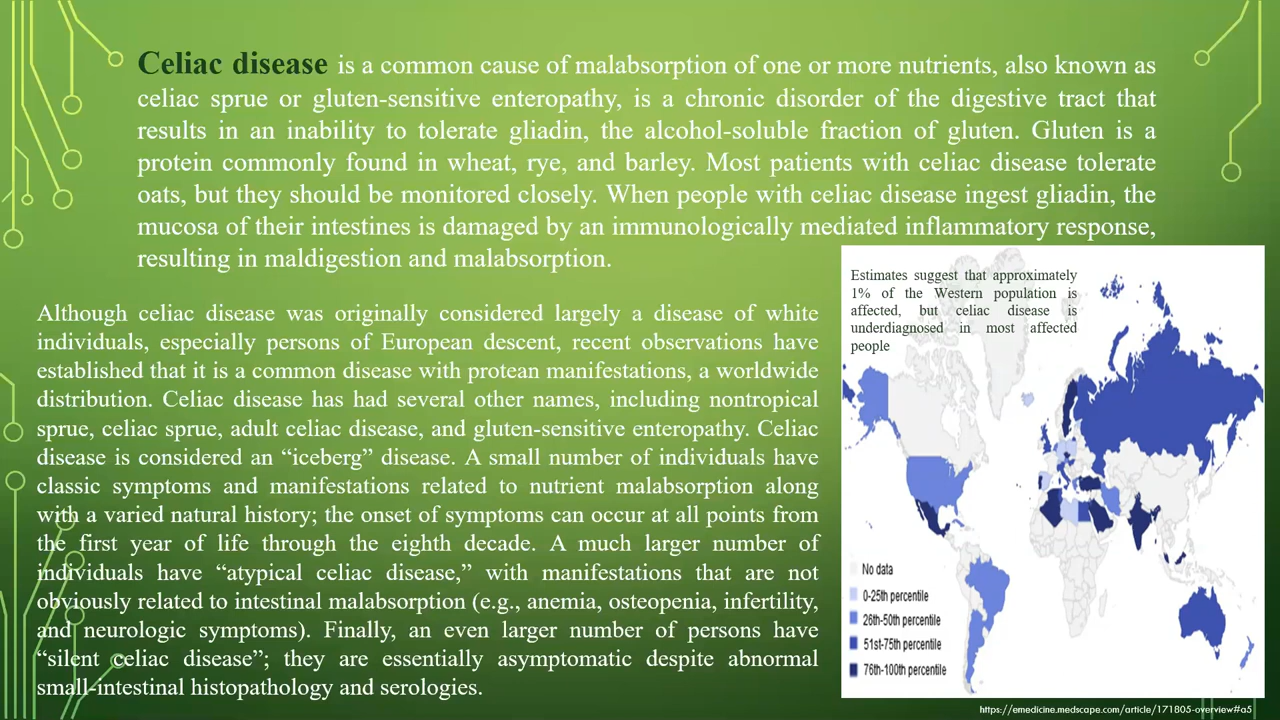 Celiac disease is a common cause of malabsorption of one or more nutrients, also known as
celiac sprue or gluten-sensitive enteropathy, is a chronic disorder of the digestive tract that
results in an inability to tolerate gliadin, the alcohol-soluble fraction of gluten. Gluten is a
protein commonly found in wheat, rye, and barley. Most patients with celiac disease tolerate
oats, but they should be monitored closely. When people with celiac disease ingest gliadin, the
mucosa of their intestines is damaged by an immunologically mediated inflammatory response,
resulting in maldigestion and malabsorption.
Although celiac disease was originally considered largely a disease of white
individuals, especially persons of European descent, recent observations have
established that it is a common disease with protean manifestations, a worldwide
distribution. Celiac disease has had several other names, including nontropical
sprue, celiac sprue, adult celiac disease, and gluten-sensitive enteropathy. Celiac
disease is considered an “iceberg” disease. A small number of individuals have
classic symptoms and manifestations related to nutrient malabsorption along
with a varied natural history; the onset of symptoms can occur at all points from
the first year of life through the eighth decade. A much larger number of
individuals have “atypical celiac disease,” with manifestations that are not
obviously related to intestinal malabsorption (e.g., anemia, osteopenia, infertility,
and neurologic symptoms). Finally, an even larger number of persons have
“silent celiac disease”; they are essentially asymptomatic despite abnormal
small-intestinal histopathology and serologies.
Estimates suggest that approximately
1% of the Western population is
affected, but celiac disease is
underdiagnosed in most affected
people
No data
0-25th percentile
26th-50th percentile
51st-75th percentile
76th-100th percentile
https://emedicine.medscape.com/article/171805-overview#a5